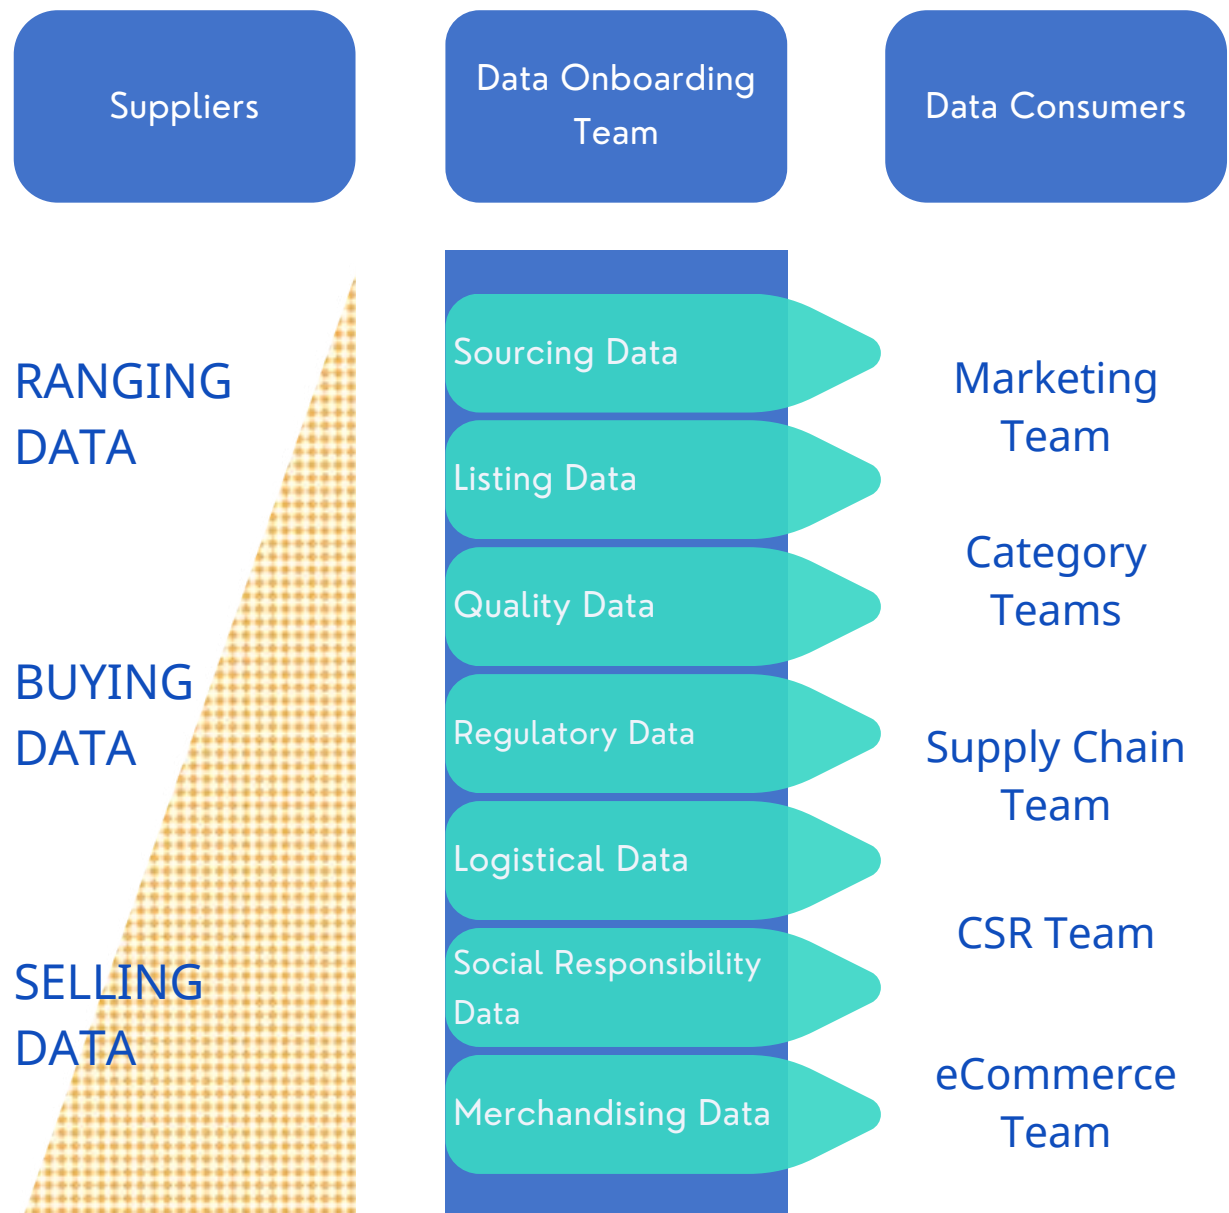 Suppliers
Data Onboarding
Team
Data Consumers
RANGING
DATA
BUYING
DATA
SELLING
DATA
Sourcing Data
Listing Data
Quality Data
Regulatory Data
Logistical Data
Social Responsibility
Data
Merchandising Data
Marketing
Team
Category
Teams
Supply Chain
Team
CSR Team
eCommerce
Team